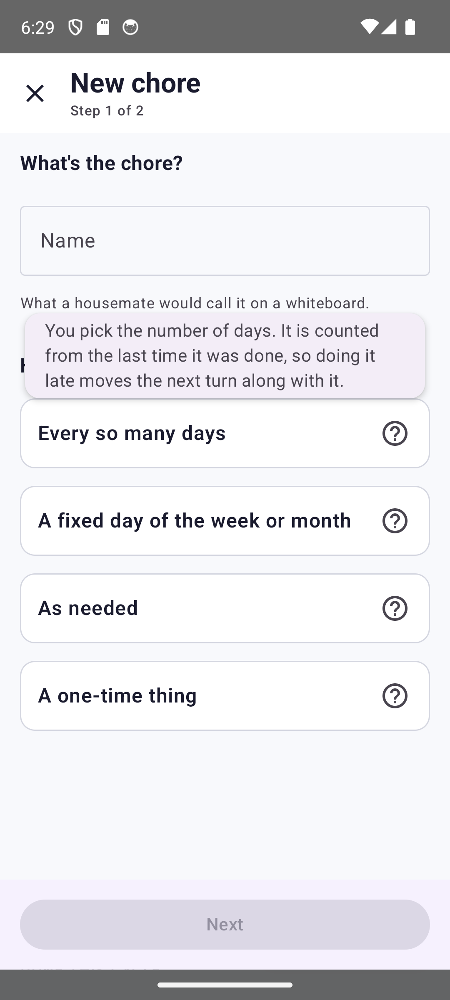 6:29
New chore
Step 1 of 2
What's the chore?
Name
What a housemate would call it on a whiteboard.
You pick the number of days. It is counted
from the last time it was done, so doing it
late moves the next turn along with it.
Every so many days
A fixed day of the week or month
As needed
A one-time thing
Next